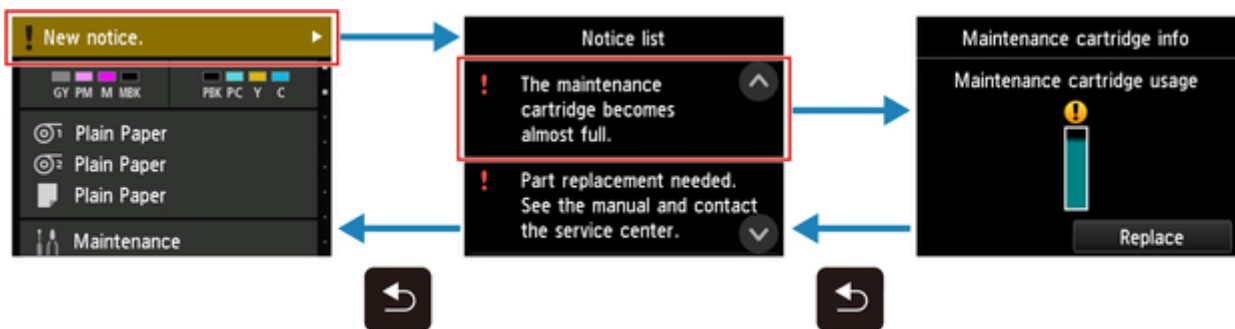 New notice.
GY PM M MBK
PBK PC Y C
1 Plain Paper
2 Plain Paper
Plain Paper
Maintenance
Notice list
The maintenance
cartridge becomes
almost full.
Part replacement needed.
See the manual and contact
the service center.
Maintenance cartridge info
Maintenance cartridge usage
Replace